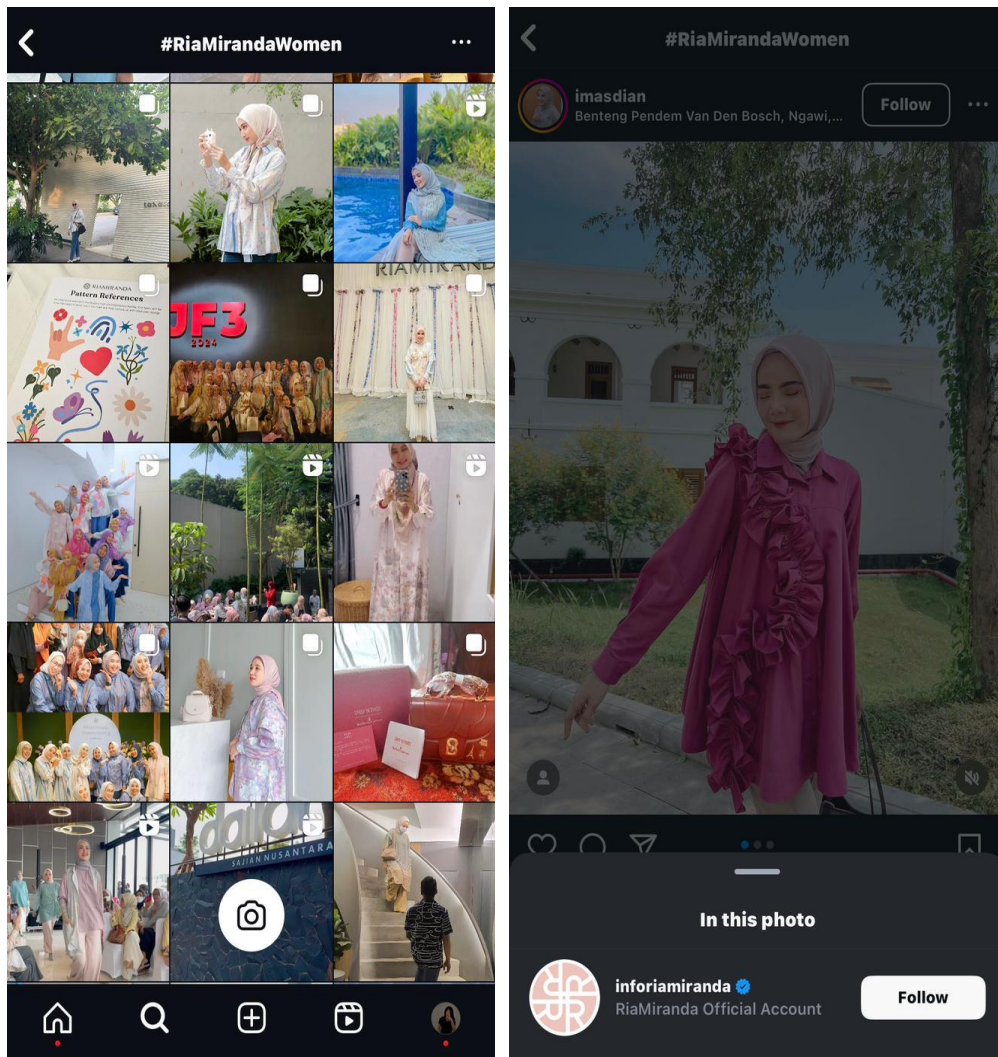 #RiaMirandaWomen
RIAMIRANDA
Pattern References
JF3
2024
RIAMIRANDA
SAJIAN NUSANTARA
#RiaMirandaWomen
imasdian
Benteng Pendem Van Den Bosch, Ngawi,...
Follow
In this photo
inforiamiranda
RiaMiranda Official Account
Follow